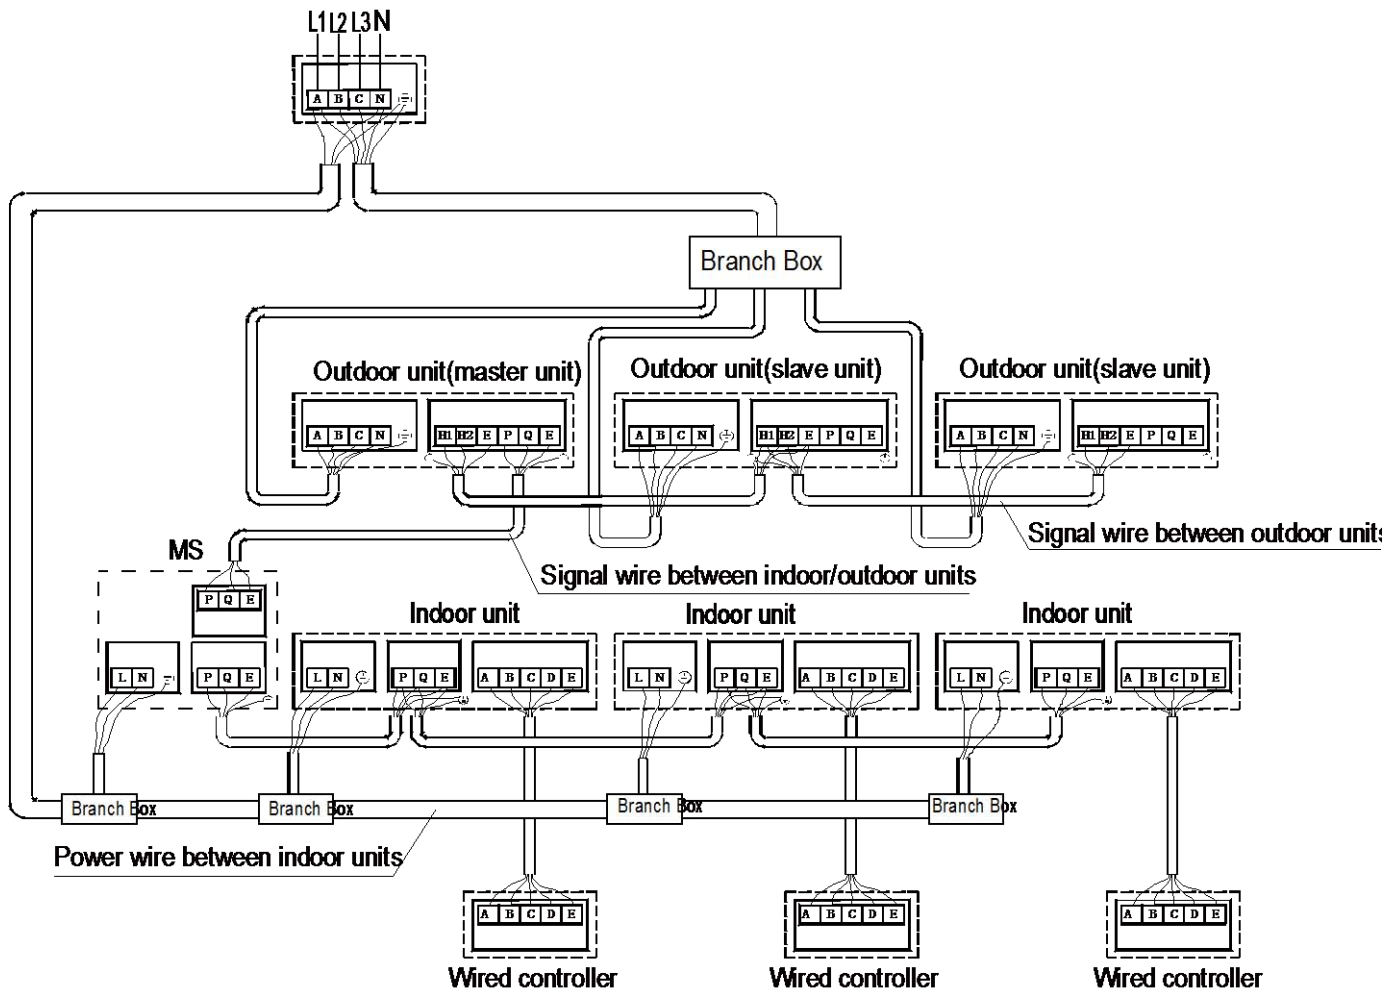 L1 L2 L3 N
A B C N
Branch Box
Outdoor unit(master unit) Outdoor unit(slave unit) Outdoor unit(slave unit)
A B C N H1 H2 E P Q E A B C N H1 H2 E P Q E A B C N H1 H2 E P Q E
Signal wire between outdoor units
MS
Signal wire between indoor/outdoor units
P Q E
Indoor unit Indoor unit Indoor unit
L N P Q E L N P Q E A B C D E L N P Q E A B C D E L N P Q E A B C D E
Branch Box Branch Box Branch Box Branch Box
Power wire between indoor units
A B C D E A B C D E A B C D E
Wired controller Wired controller Wired controller